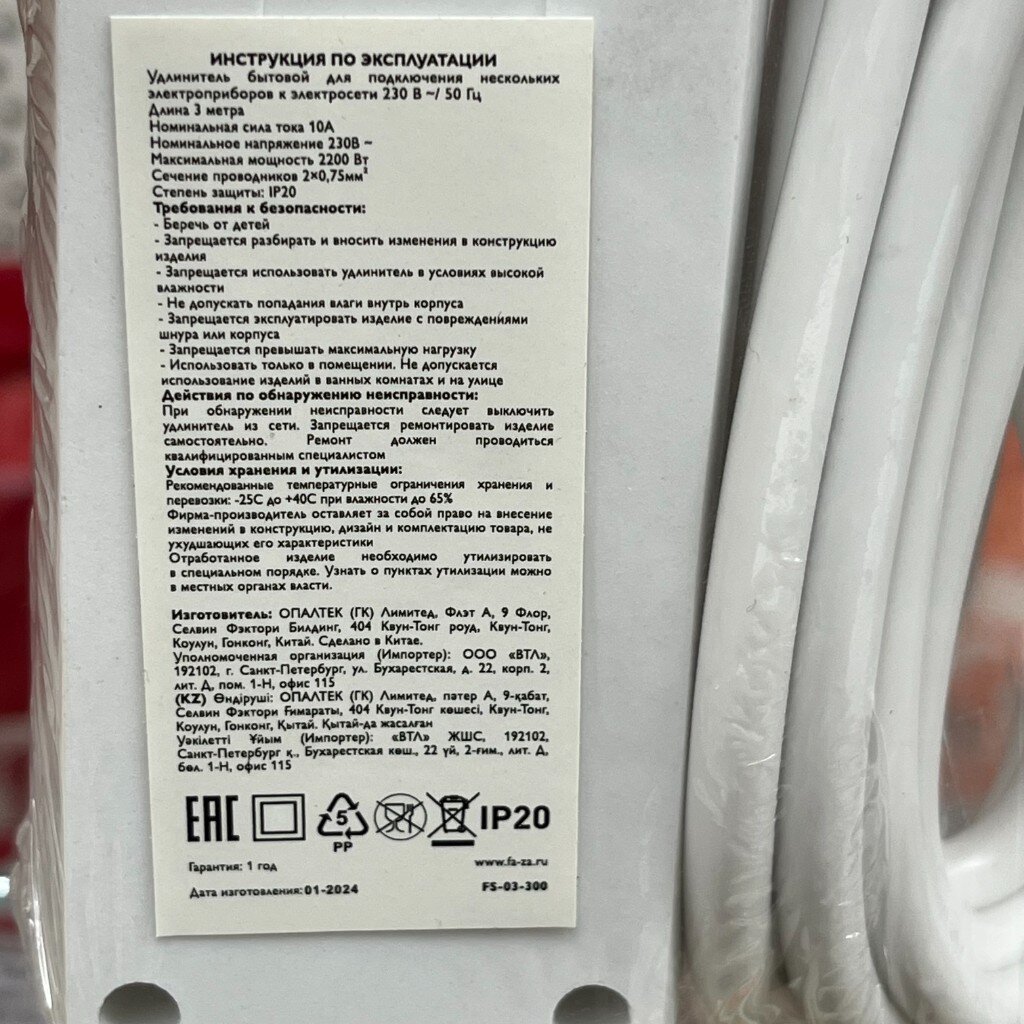 ИНСТРУКЦИЯ ПО ЭКСПЛУАТАЦИИ
Удлинитель бытовой для подключения нескольких
электроприборов к электросети 230 В ~/ 50 Гц
Длина 3 метра
Номинальная сила тока 10А
Номинальное напряжение 230В ~
Максимальная мощность 2200 Вт
Сечение проводников 2×0,75мм²
Степень защиты: IP20
Требования к безопасности:
- Беречь от детей
- Запрещается разбирать и вносить изменения в конструкцию
изделия
- Запрещается использовать удлинитель в условиях высокой
влажности
- Не допускать попадания влаги внутрь корпуса
- Запрещается эксплуатировать изделие с повреждениями
шнура или корпуса
- Запрещается превышать максимальную нагрузку
- Использовать только в помещении. Не допускается
использование изделий в ванных комнатах и на улице
Действия по обнаружению неисправности:
При обнаружении неисправности следует выключить
удлинитель из сети. Запрещается ремонтировать изделие
самостоятельно. Ремонт должен проводиться
квалифицированным специалистом
Условия хранения и утилизации:
Рекомендованные температурные ограничения хранения и
перевозки: -25С до +40С при влажности до 65%
Фирма-производитель оставляет за собой право на внесение
изменений в конструкцию, дизайн и комплектацию товара, не
ухудшающих его характеристики
Отработанное изделие необходимо утилизировать
в специальном порядке. Узнать о пунктах утилизации можно
в местных органах власти.
Изготовитель: ОПАЛТЕК (ГК) Лимитед, Флэт А, 9 Флор,
Селвин Фэктори Билдинг, 404 Квун-Тонг роуд, Квун-Тонг,
Коулун, Гонконг, Китай. Сделано в Китае.
Уполномоченная организация (Импортер): ООО «ВТЛ»,
192102, г. Санкт-Петербург, ул. Бухарестская, д. 22, корп. 2,
лит. Д, пом. 1-Н, офис 115
(KZ) Өндіруші: ОПАЛТЕК (ГК) Лимитед, пәтер А, 9-қабат,
Селвин Фэктори Ғимараты, 404 Квун-Тонг көшесі, Квун-Тонг,
Коулун, Гонконг, Қытай. Қытай-да жасалған
Уәкілетті Ұйым (Импортер): «ВТЛ» ЖШС, 192102,
Санкт-Петербург қ., Бухарестская көш., 22 үй, 2-ғим., лит. Д,
бөл. 1-Н, офис 115
EAC 5 IP20
PP
Гарантия: 1 год www.fa-za.ru
Дата изготовления: 01-2024 FS-03-300